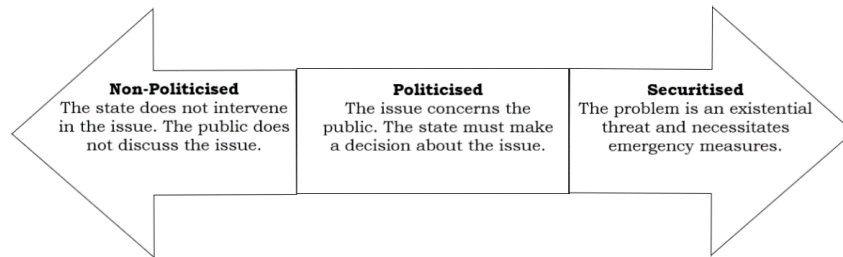 Non-Politicised
The state does not intervene
in the issue. The public does
not discuss the issue.
Politicised
The issue concerns the
public. The state must make
a decision about the issue.
Securitised
The problem is an existential
threat and necessitates
emergency measures.